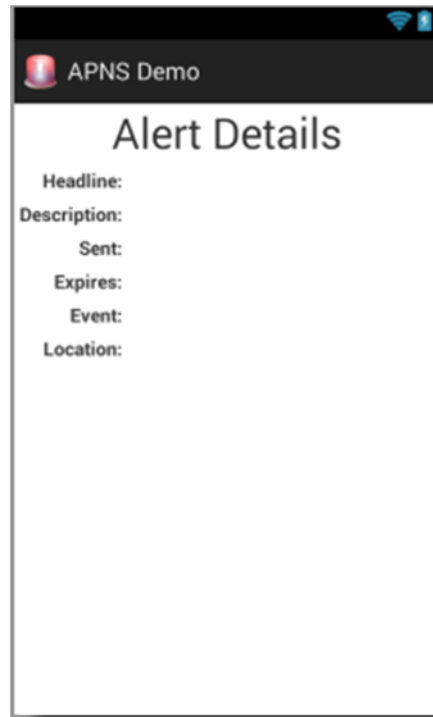 APNS Demo
Alert Details
Headline:
Description:
Sent:
Expires:
Event:
Location: